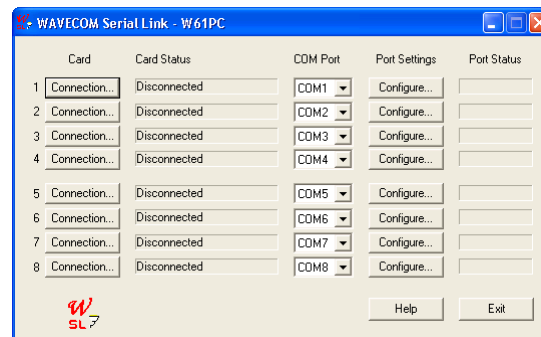 WAVECOM Serial Link - W61PC
Card Card Status COM Port Port Settings Port Status
1 Connection... Disconnected COM1 Configure...
2 Connection... Disconnected COM2 Configure...
3 Connection... Disconnected COM3 Configure...
4 Connection... Disconnected COM4 Configure...
5 Connection... Disconnected COM5 Configure...
6 Connection... Disconnected COM6 Configure...
7 Connection... Disconnected COM7 Configure...
8 Connection... Disconnected COM8 Configure...
W Help Exit
SL7